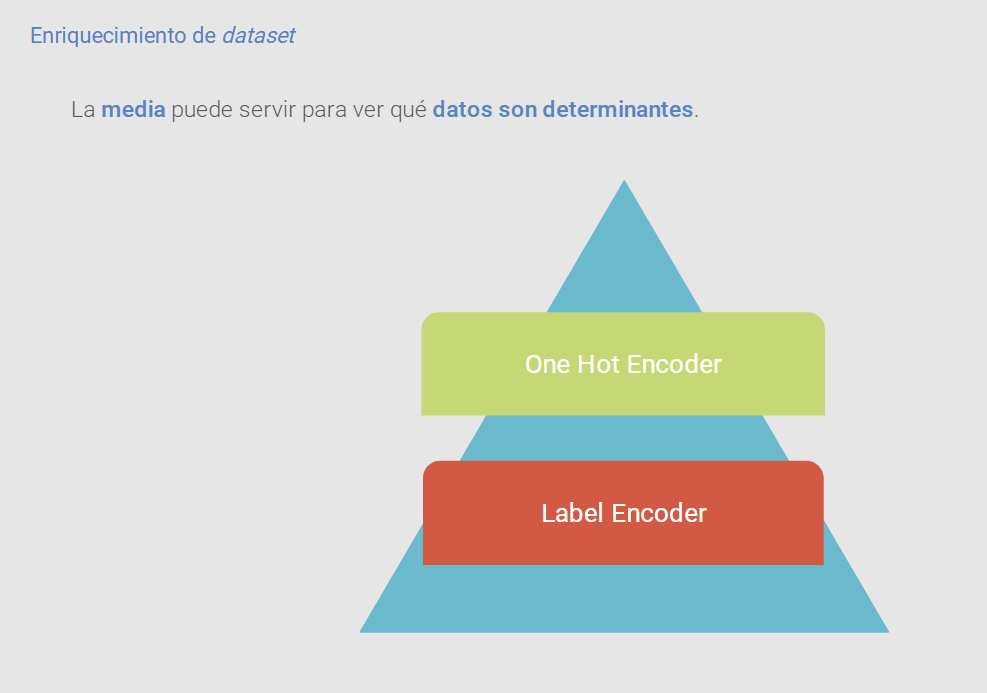 Enriquecimiento de dataset
La media puede servir para ver qué datos son determinantes.
One Hot Encoder
Label Encoder